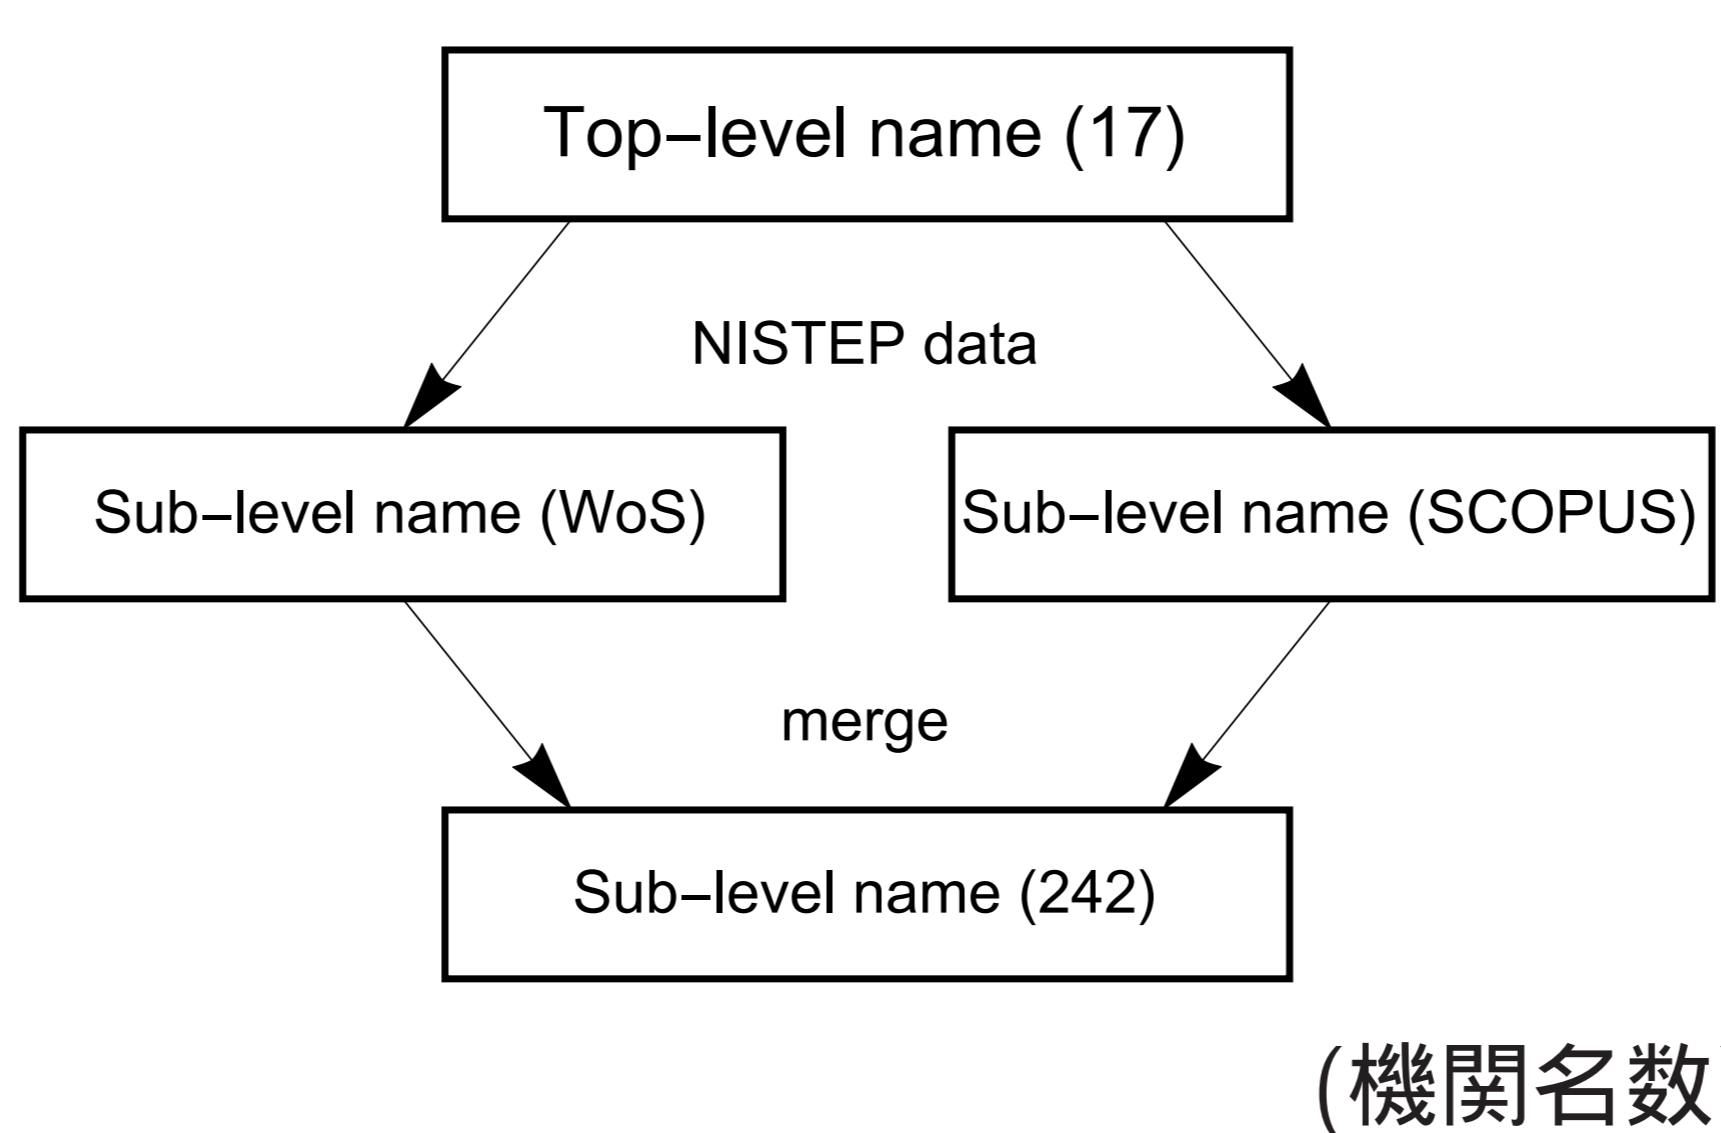 Top–level name (17)
NISTEP data
Sub–level name (WoS)
Sub–level name (SCOPUS)
merge
Sub–level name (242)
(機関名数